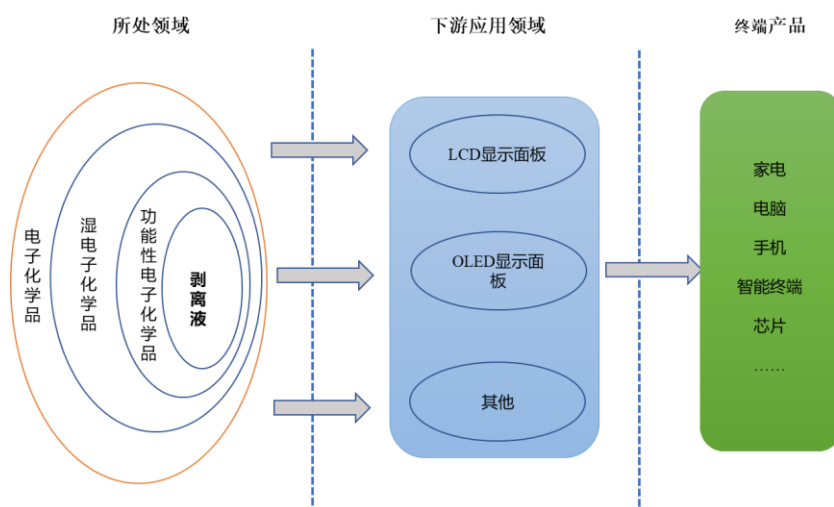 所处领域
下游应用领域
终端产品
电子化学品
湿电子化学品
功能性电子化学品
剥离液
LCD显示面板
OLED显示面
板
其他
家电
电脑
手机
智能终端
芯片
……